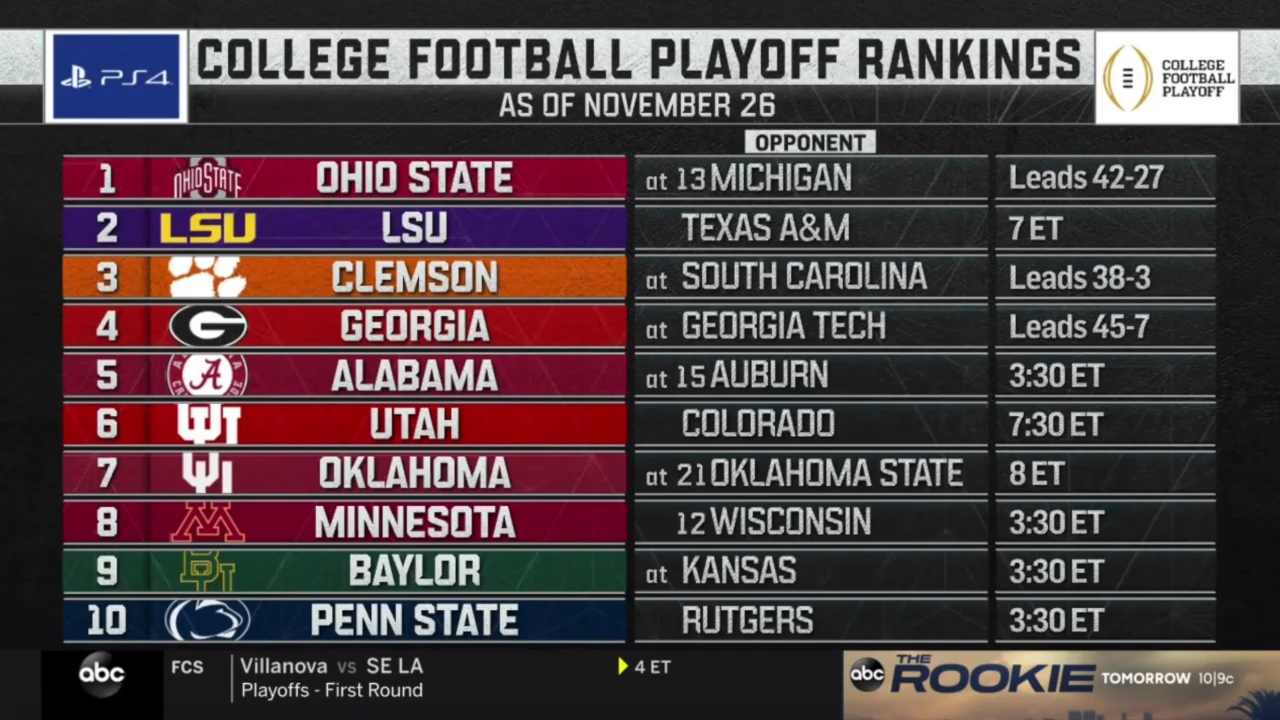 PS4
COLLEGE FOOTBALL PLAYOFF RANKINGS
COLLEGE
FOOTBALL
PLAYOFF
AS OF NOVEMBER 26
OPPONENT
1 OHIO STATE OHIO STATE at 13 MICHIGAN Leads 42-27
2 LSU LSU TEXAS A&M 7 ET
3 CLEMSON at SOUTH CAROLINA Leads 38-3
4 G GEORGIA at GEORGIA TECH Leads 45-7
5 A ALABAMA at 15 AUBURN 3:30 ET
6 UTAH COLORADO 7:30 ET
7 OKLAHOMA at 21 OKLAHOMA STATE 8 ET
8 M MINNESOTA 12 WISCONSIN 3:30 ET
9 BU BAYLOR at KANSAS 3:30 ET
10 PENN STATE RUTGERS 3:30 ET
abc FCS Villanova vs SE LA 4 ET
Playoffs - First Round
abc THE ROOKIE TOMORROW 10|9c